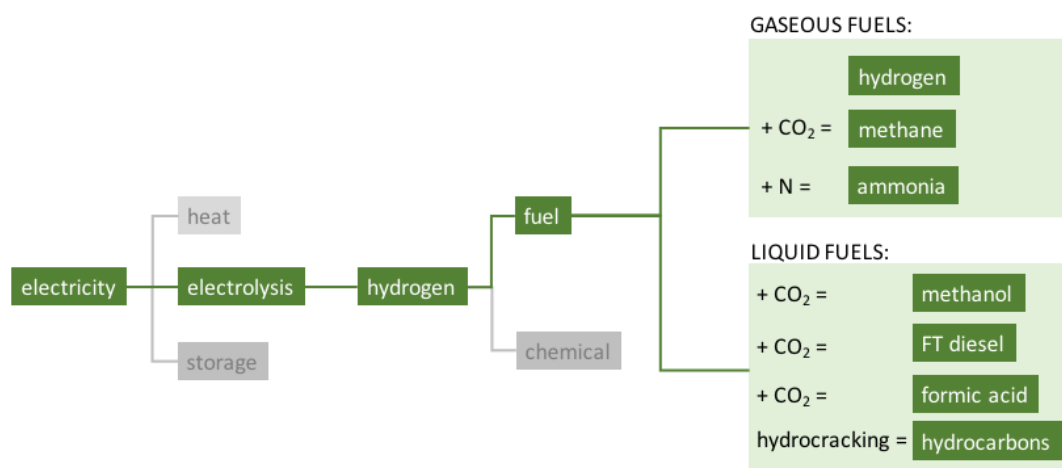 GASEOUS FUELS:
hydrogen
+ CO₂ = methane
+ N = ammonia
heat
fuel
electricity
electrolysis
hydrogen
storage
chemical
LIQUID FUELS:
+ CO₂ = methanol
+ CO₂ = FT diesel
+ CO₂ = formic acid
hydrocracking = hydrocarbons